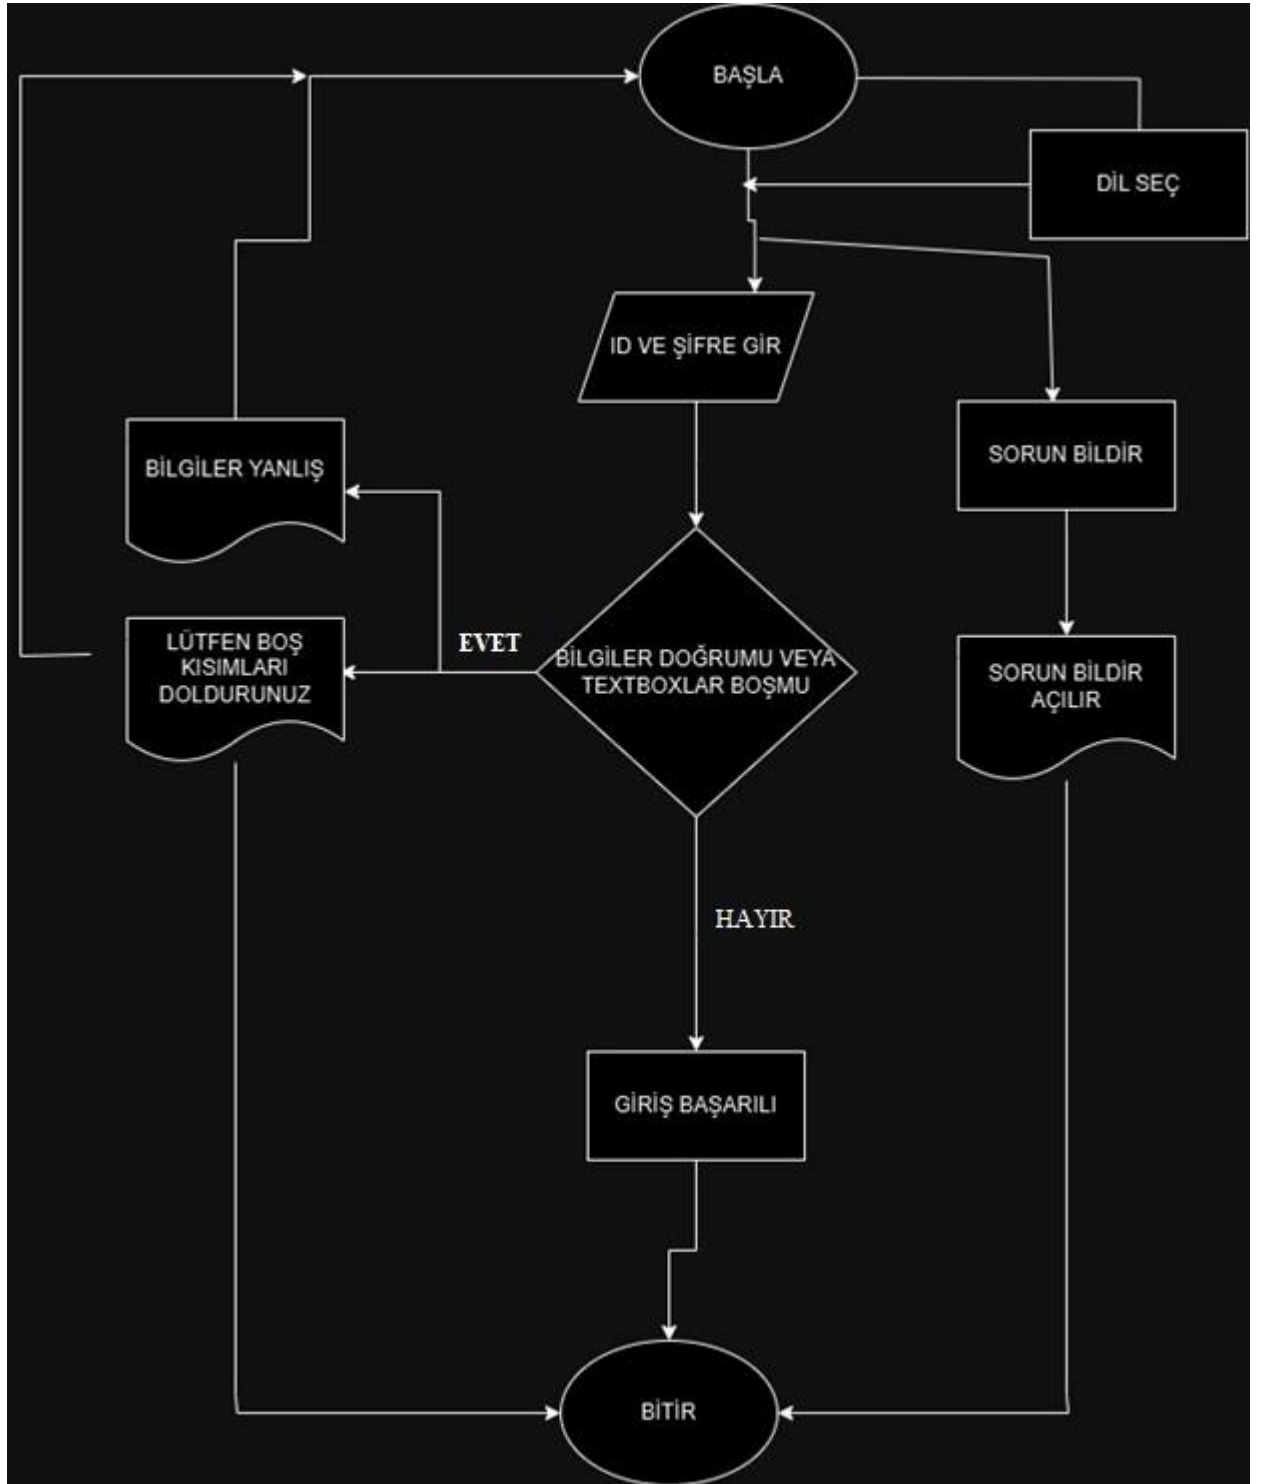 BAŞLA
DİL SEÇ
ID VE ŞİFRE GİR
BİLGİLER YANLIŞ
SORUN BİLDİR
LÜTFEN BOŞ
KISIMLARI
DOLDURUNUZ
EVET
BİLGİLER DOĞRUMU VEYA
TEXTBOXLAR BOŞMU
SORUN BİLDİR
AÇILIR
HAYIR
GİRİŞ BAŞARILI
BİTİR